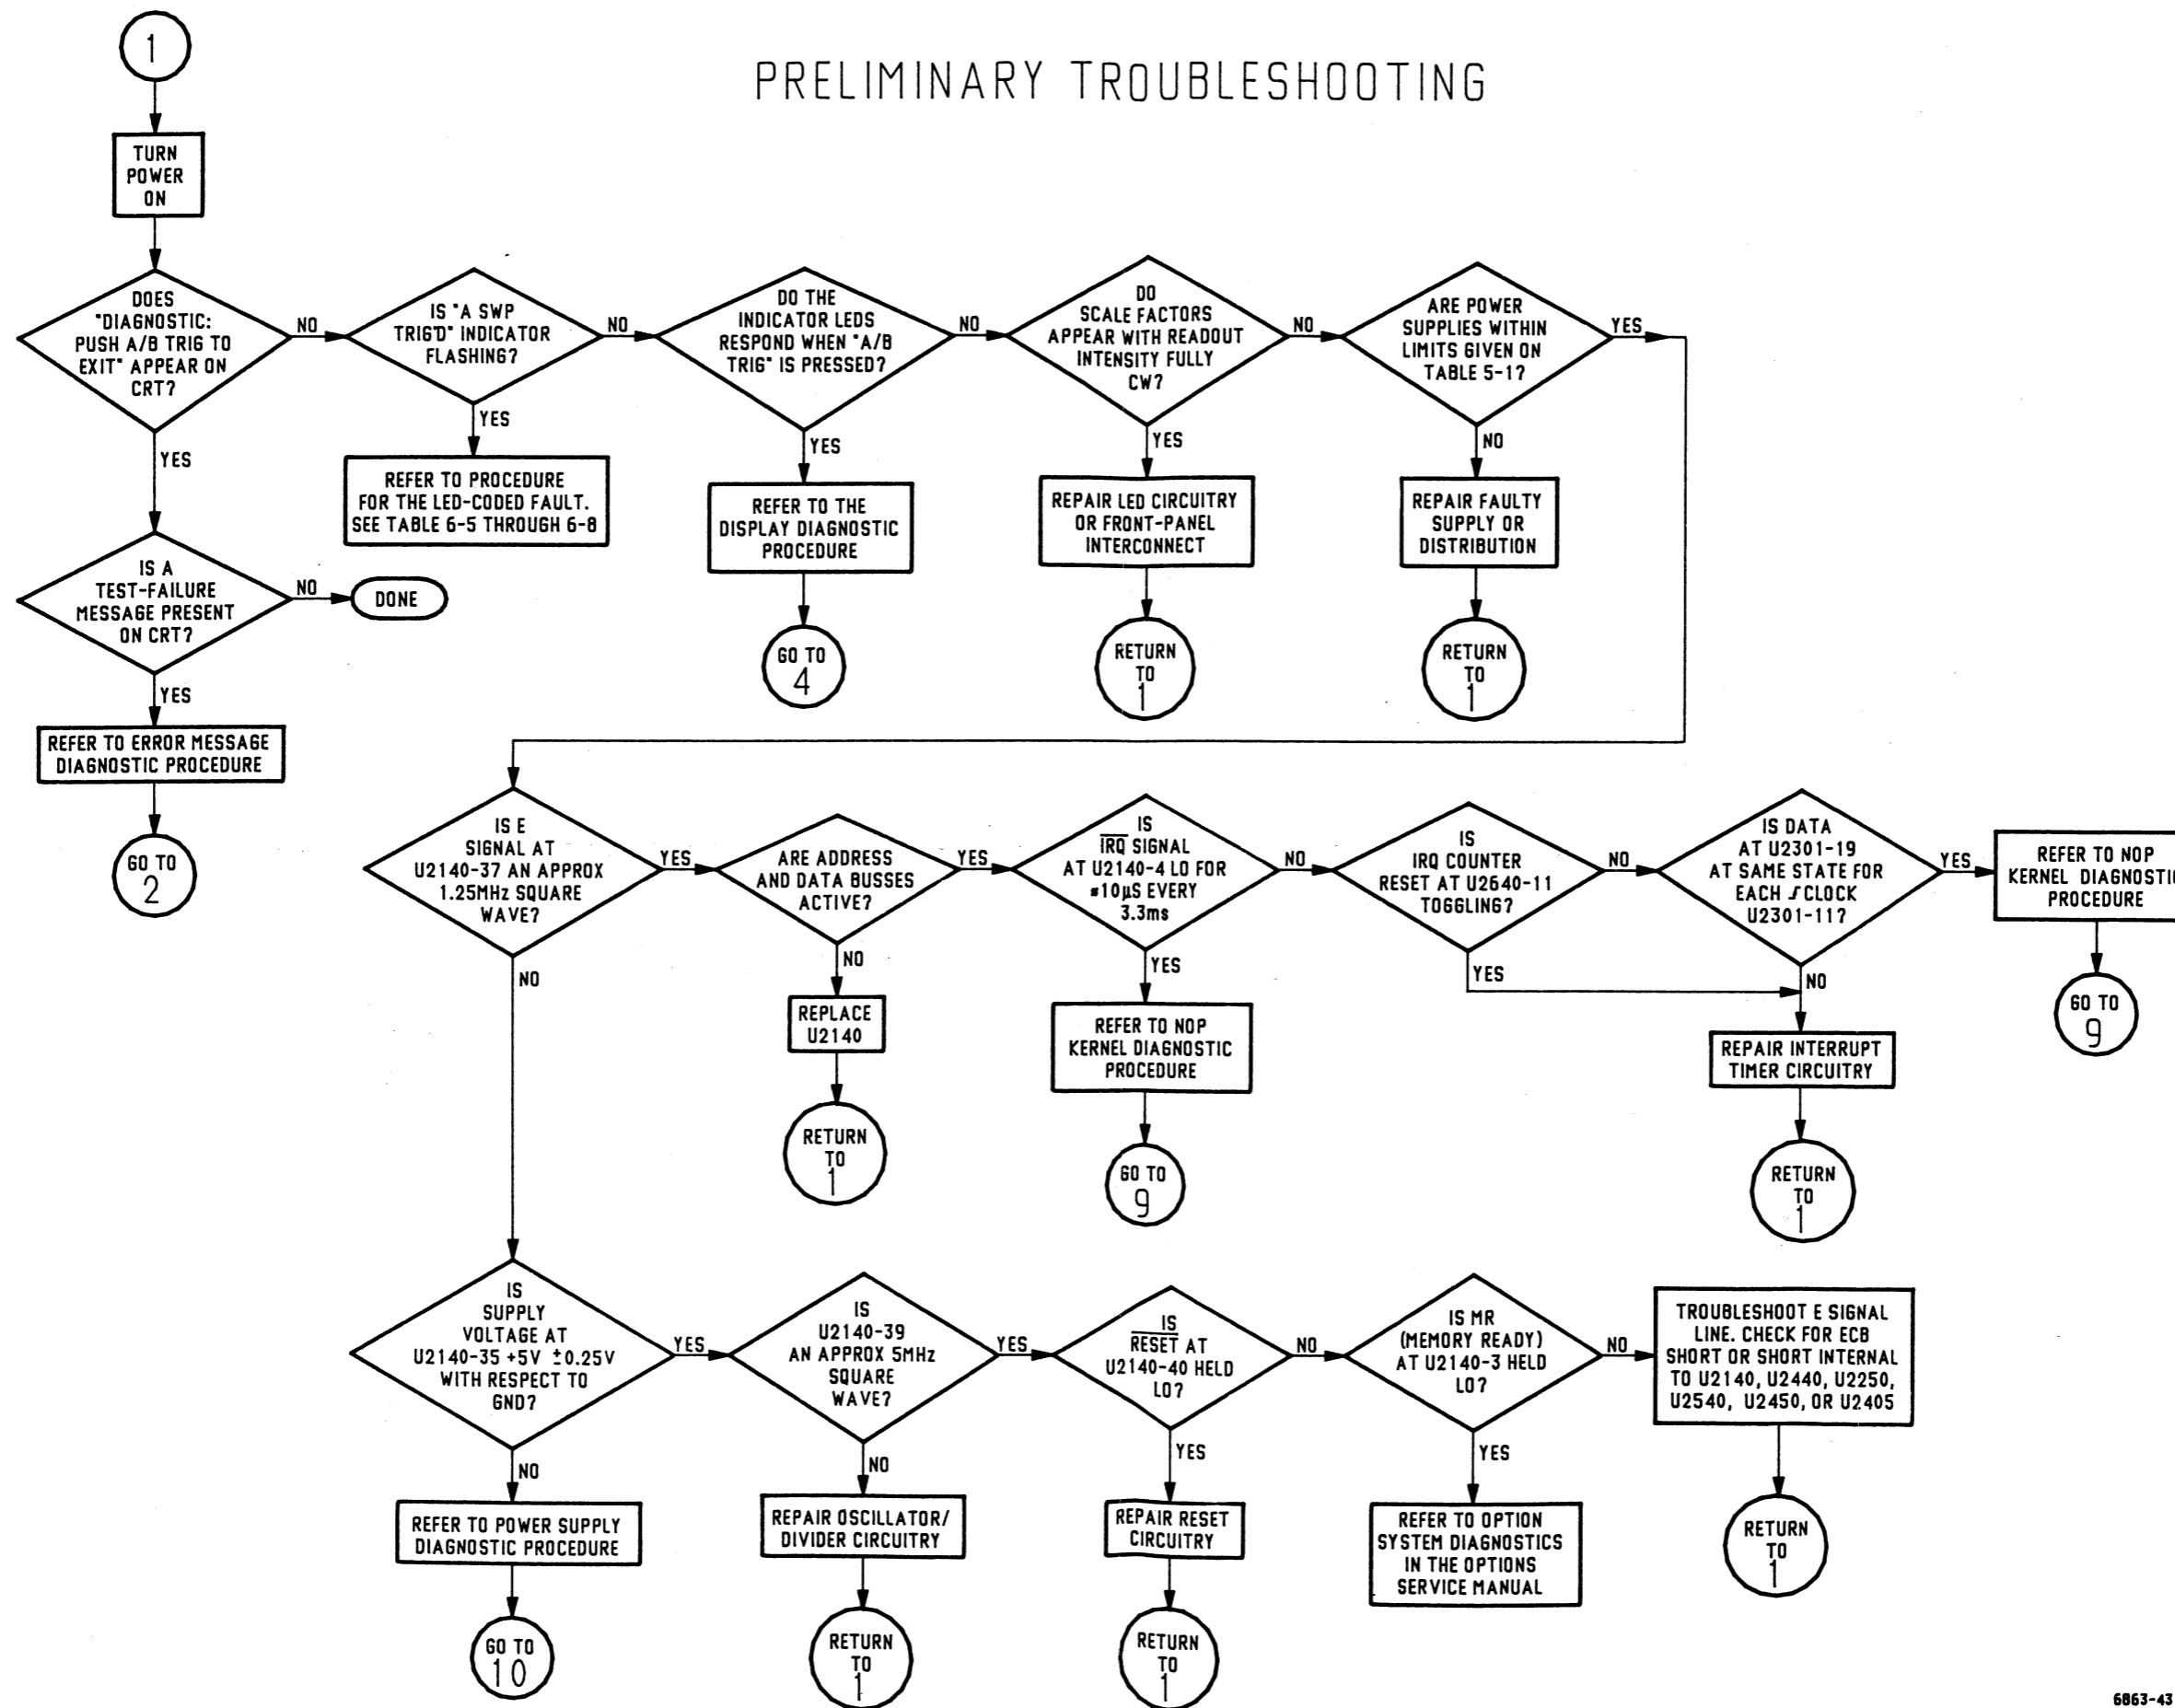 PRELIMINARY TROUBLESHOOTING
1
TURN
POWER
ON
DOES
"DIAGNOSTIC:
PUSH A/B TRIG TO
EXIT" APPEAR ON
CRT?
NO
YES
IS "A SWP
TRIG'D" INDICATOR
FLASHING?
NO
YES
REFER TO PROCEDURE
FOR THE LED-CODED FAULT.
SEE TABLE 6-5 THROUGH 6-8
DO THE
INDICATOR LEDS
RESPOND WHEN "A/B
TRIG" IS PRESSED?
NO
YES
REFER TO THE
DISPLAY DIAGNOSTIC
PROCEDURE
GO TO
4
DO
SCALE FACTORS
APPEAR WITH READOUT
INTENSITY FULLY
CW?
NO
YES
REPAIR LED CIRCUITRY
OR FRONT-PANEL
INTERCONNECT
RETURN
TO
1
ARE POWER
SUPPLIES WITHIN
LIMITS GIVEN ON
TABLE 5-1?
YES
NO
REPAIR FAULTY
SUPPLY OR
DISTRIBUTION
RETURN
TO
1
IS A
TEST-FAILURE
MESSAGE PRESENT
ON CRT?
NO
DONE
YES
REFER TO ERROR MESSAGE
DIAGNOSTIC PROCEDURE
GO TO
2
IS E
SIGNAL AT
U2140-37 AN APPROX
1.25MHz SQUARE
WAVE?
YES
NO
ARE ADDRESS
AND DATA BUSSES
ACTIVE?
YES
NO
REPLACE
U2140
RETURN
TO
1
IS
IRQ SIGNAL
AT U2140-4 LO FOR
≈10µS EVERY
3.3ms
NO
YES
REFER TO NOP
KERNEL DIAGNOSTIC
PROCEDURE
GO TO
9
IS
IRQ COUNTER
RESET AT U2640-11
TOGGLING?
NO
YES
IS DATA
AT U2301-19
AT SAME STATE FOR
EACH ⨍CLOCK
U2301-11?
YES
NO
REPAIR INTERRUPT
TIMER CIRCUITRY
RETURN
TO
1
REFER TO NOP
KERNEL DIAGNOSTIC
PROCEDURE
GO TO
9
IS
SUPPLY
VOLTAGE AT
U2140-35 +5V ±0.25V
WITH RESPECT TO
GND?
YES
NO
REFER TO POWER SUPPLY
DIAGNOSTIC PROCEDURE
GO TO
10
IS
U2140-39
AN APPROX 5MHz
SQUARE
WAVE?
YES
NO
REPAIR OSCILLATOR/
DIVIDER CIRCUITRY
RETURN
TO
1
IS
RESET AT
U2140-40 HELD
LO?
NO
YES
REPAIR RESET
CIRCUITRY
RETURN
TO
1
IS MR
(MEMORY READY)
AT U2140-3 HELD
LO?
NO
YES
REFER TO OPTION
SYSTEM DIAGNOSTICS
IN THE OPTIONS
SERVICE MANUAL
TROUBLESHOOT E SIGNAL
LINE. CHECK FOR ECB
SHORT OR SHORT INTERNAL
TO U2140, U2440, U2250,
U2540, U2450, OR U2405
RETURN
TO
1
6863-43